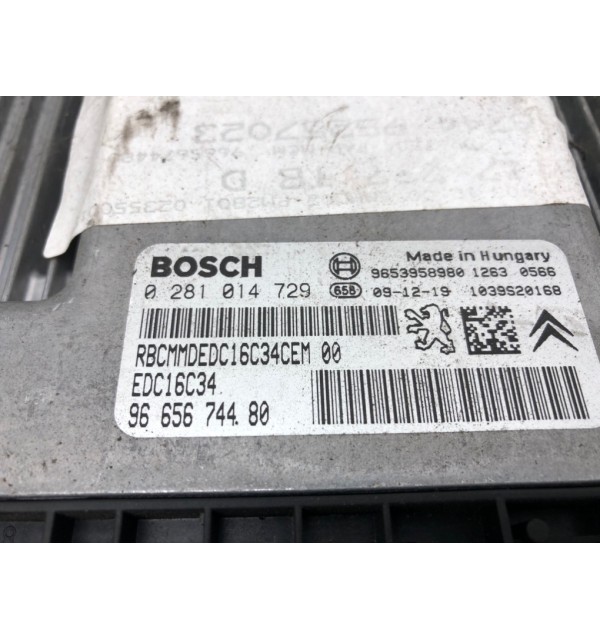 BOSCH
Made in Hungary
9653958980 1263 0566
0 281 014 729
658 09-12-19 1039S20168
RBCMMDEDC16C34CEM 00
EDC16C34
96 656 744 80